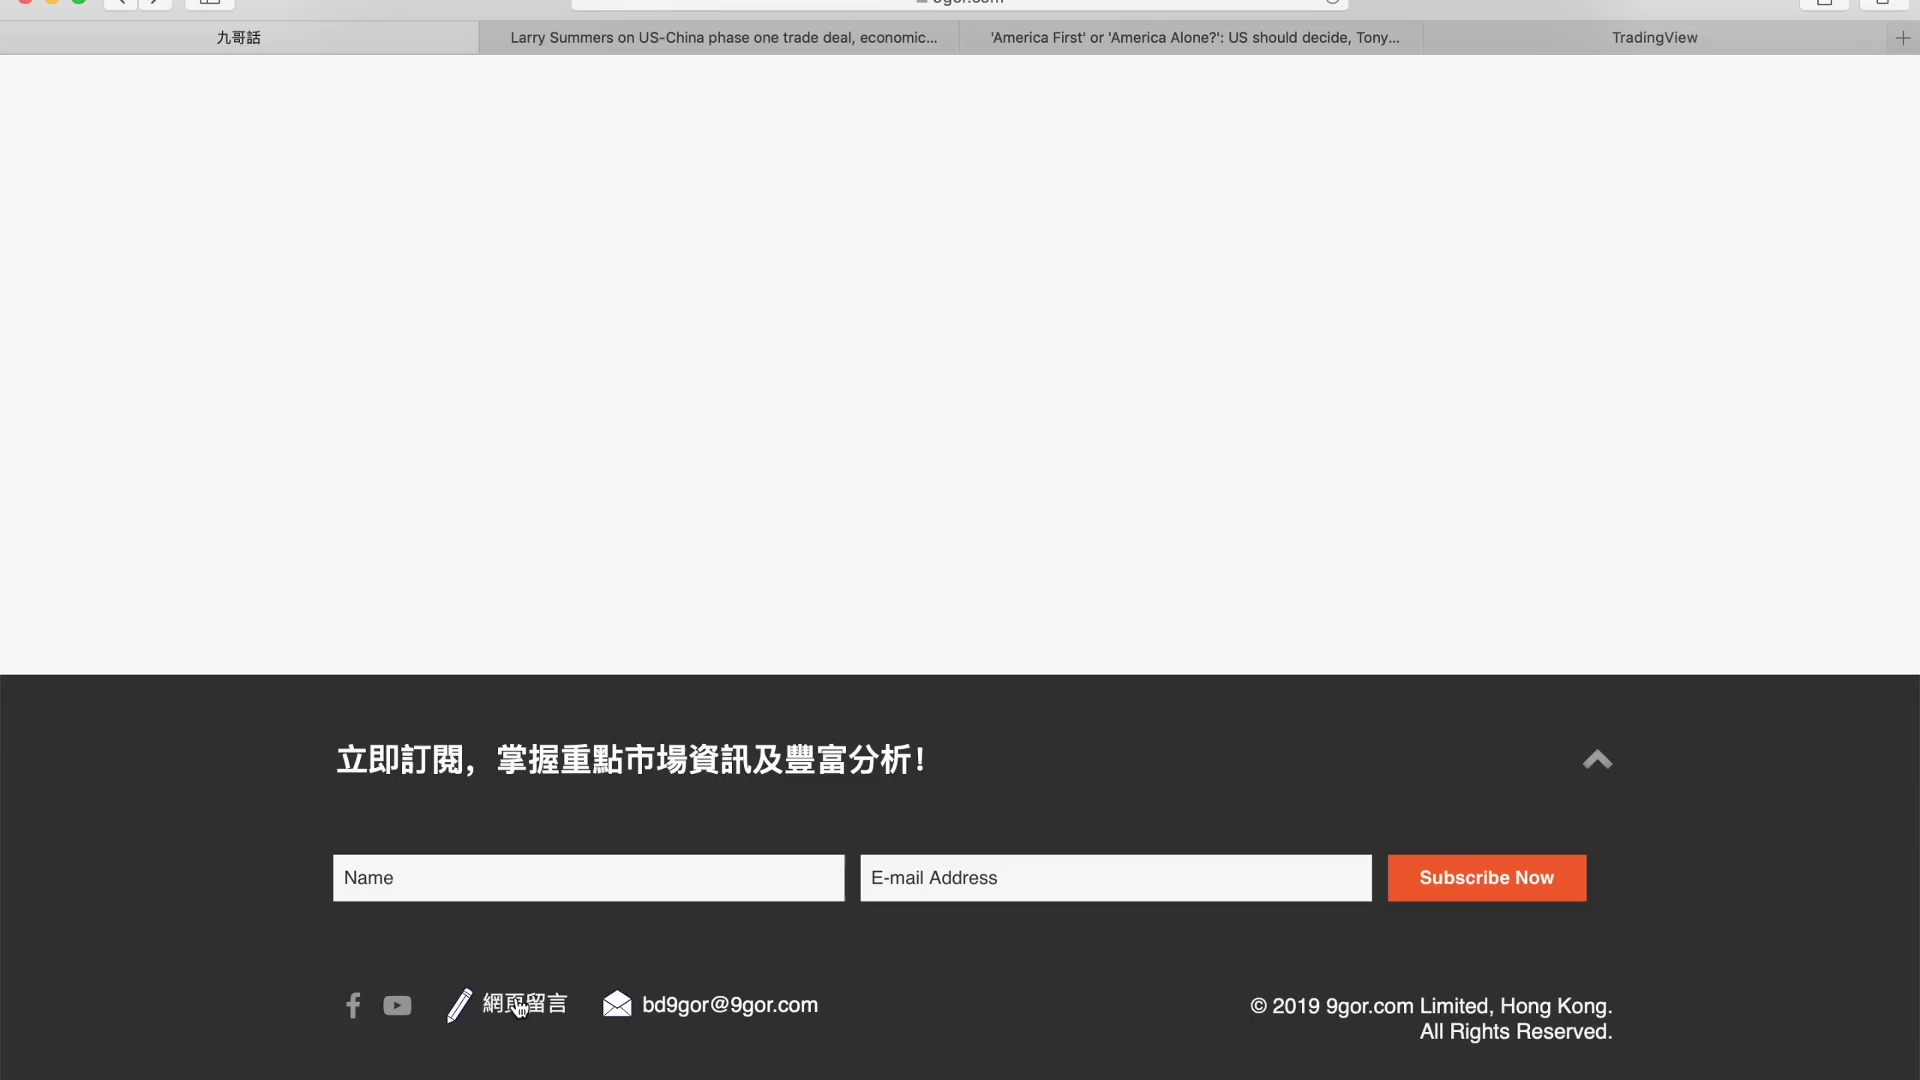 九哥話
Larry Summers on US-China phase one trade deal, economic...
'America First' or 'America Alone?': US should decide, Tony...
TradingView
立即訂閱，掌握重點市場資訊及豐富分析！
Name
E-mail Address
Subscribe Now
網頁留言
bd9gor@9gor.com
© 2019 9gor.com Limited, Hong Kong.
All Rights Reserved.